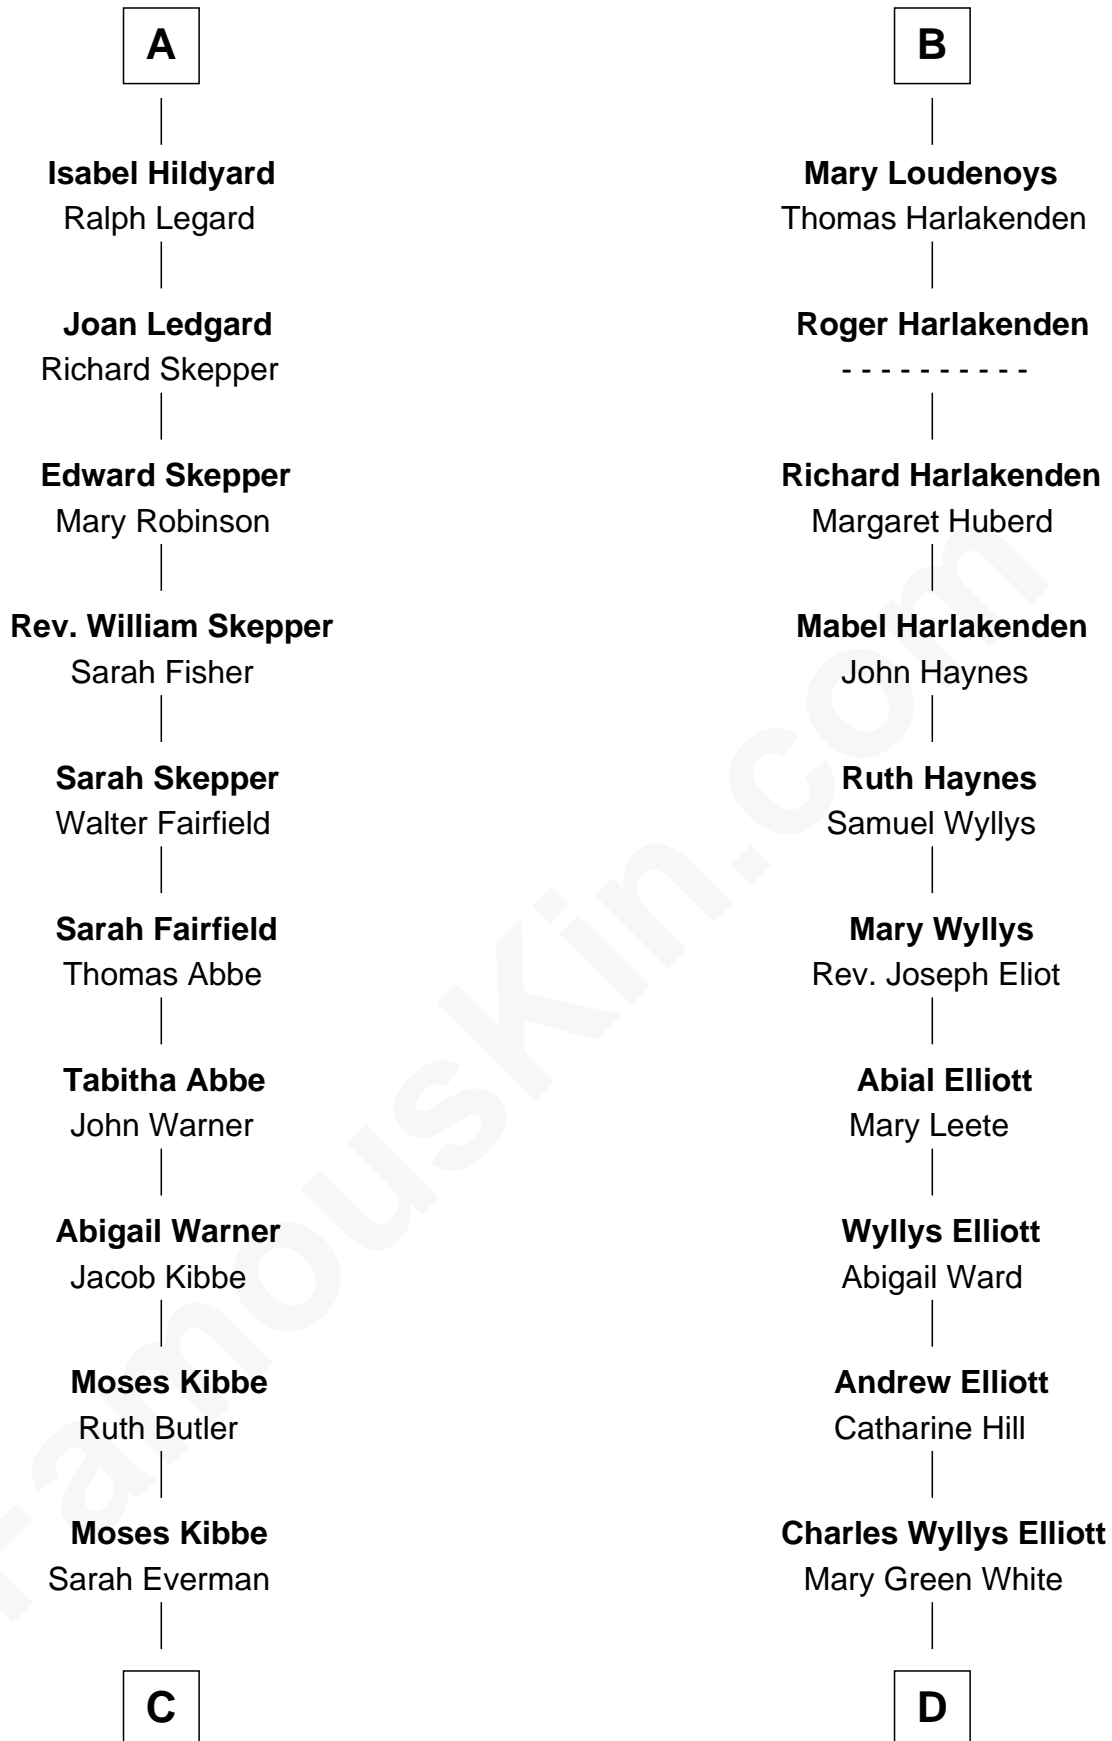 A
Isabel Hildyard
Ralph Legard
Joan Ledgard
Richard Skepper
Edward Skepper
Mary Robinson
Rev. William Skepper
Sarah Fisher
Sarah Skepper
Walter Fairfield
Sarah Fairfield
Thomas Abbe
Tabitha Abbe
John Warner
Abigail Warner
Jacob Kibbe
Moses Kibbe
Ruth Butler
Moses Kibbe
Sarah Everman
C
B
Mary Loudenoys
Thomas Harlakenden
Roger Harlakenden
- - - - - - - - - -
Richard Harlakenden
Margaret Huberd
Mabel Harlakenden
John Haynes
Ruth Haynes
Samuel Wyllys
Mary Wyllys
Rev. Joseph Eliot
Abial Elliott
Mary Leete
Wyllys Elliott
Abigail Ward
Andrew Elliott
Catharine Hill
Charles Wyllys Elliott
Mary Green White
D
FamousKin.com